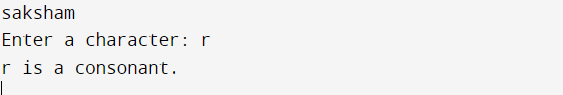 saksham
Enter a character: r
r is a consonant.